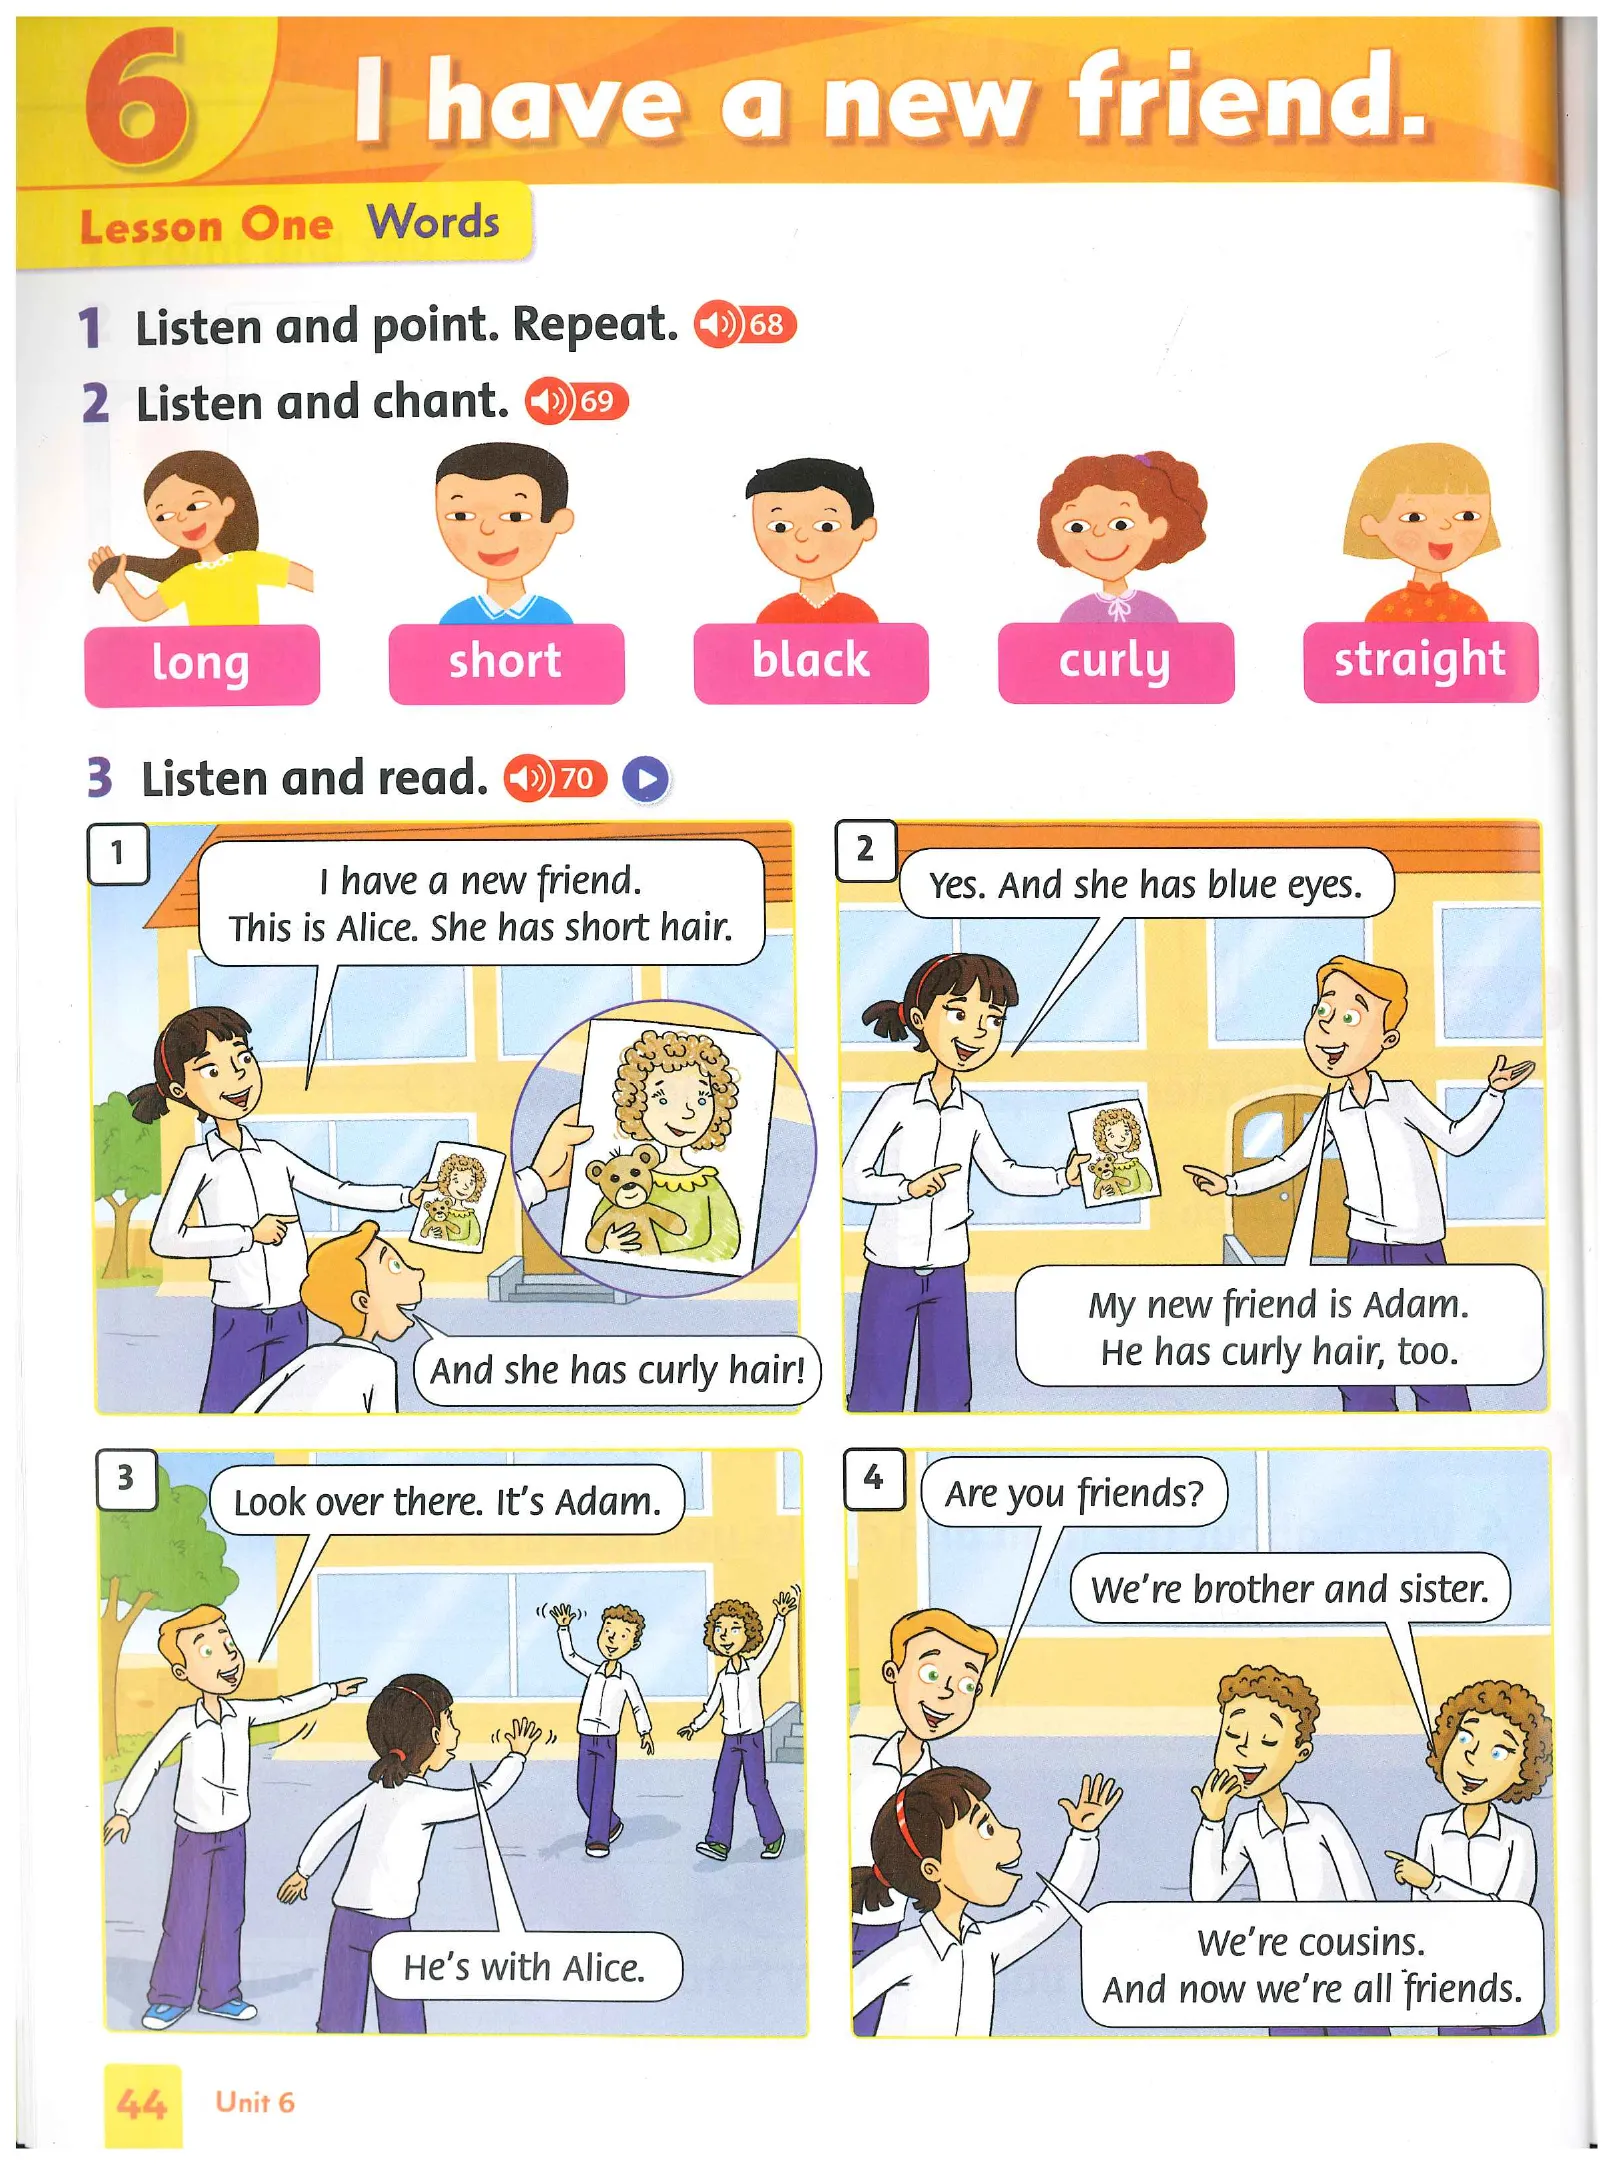 6
I have a new friend.
Lesson One Words
1 Listen and point. Repeat. 68
2 Listen and chant. 69
long
short
black
curly
straight
3 Listen and read. 70
1
I have a new friend.
This is Alice. She has short hair.
And she has curly hair!
2
Yes. And she has blue eyes.
My new friend is Adam.
He has curly hair, too.
3
Look over there. It's Adam.
He's with Alice.
4
Are you friends?
We're brother and sister.
We're cousins.
And now we're all friends.
44 Unit 6